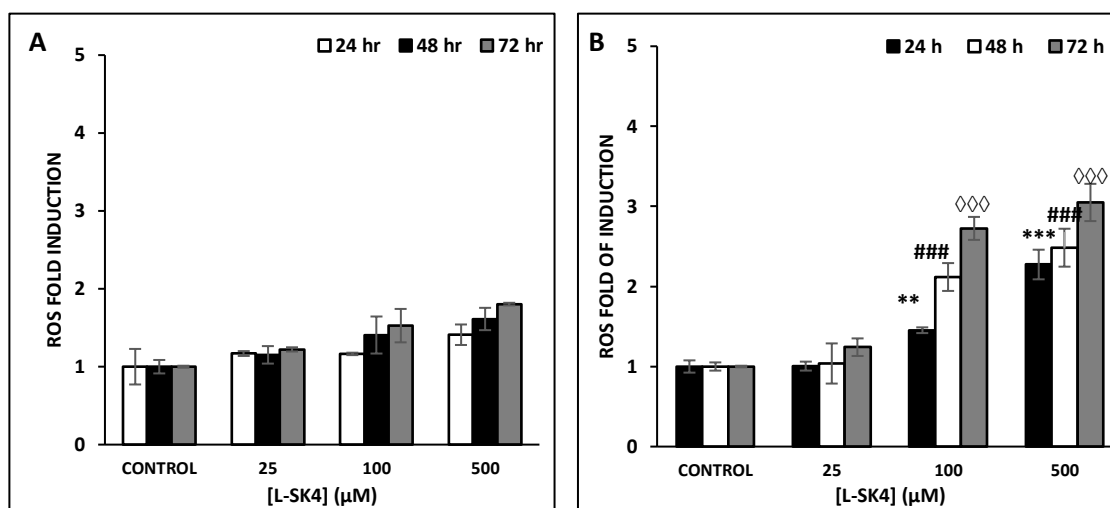 A
24 hr 48 hr 72 hr
ROS FOLD INDUCTION
5
4
3
2
1
0
CONTROL 25 100 500
[L-SK4] (µM)
B
24 h 48 h 72 h
ROS FOLD OF INDUCTION
5
4
3
2
1
0
◊◊◊
◊◊◊
###
***
###
**
CONTROL 25 100 500
[L-SK4] (µM)